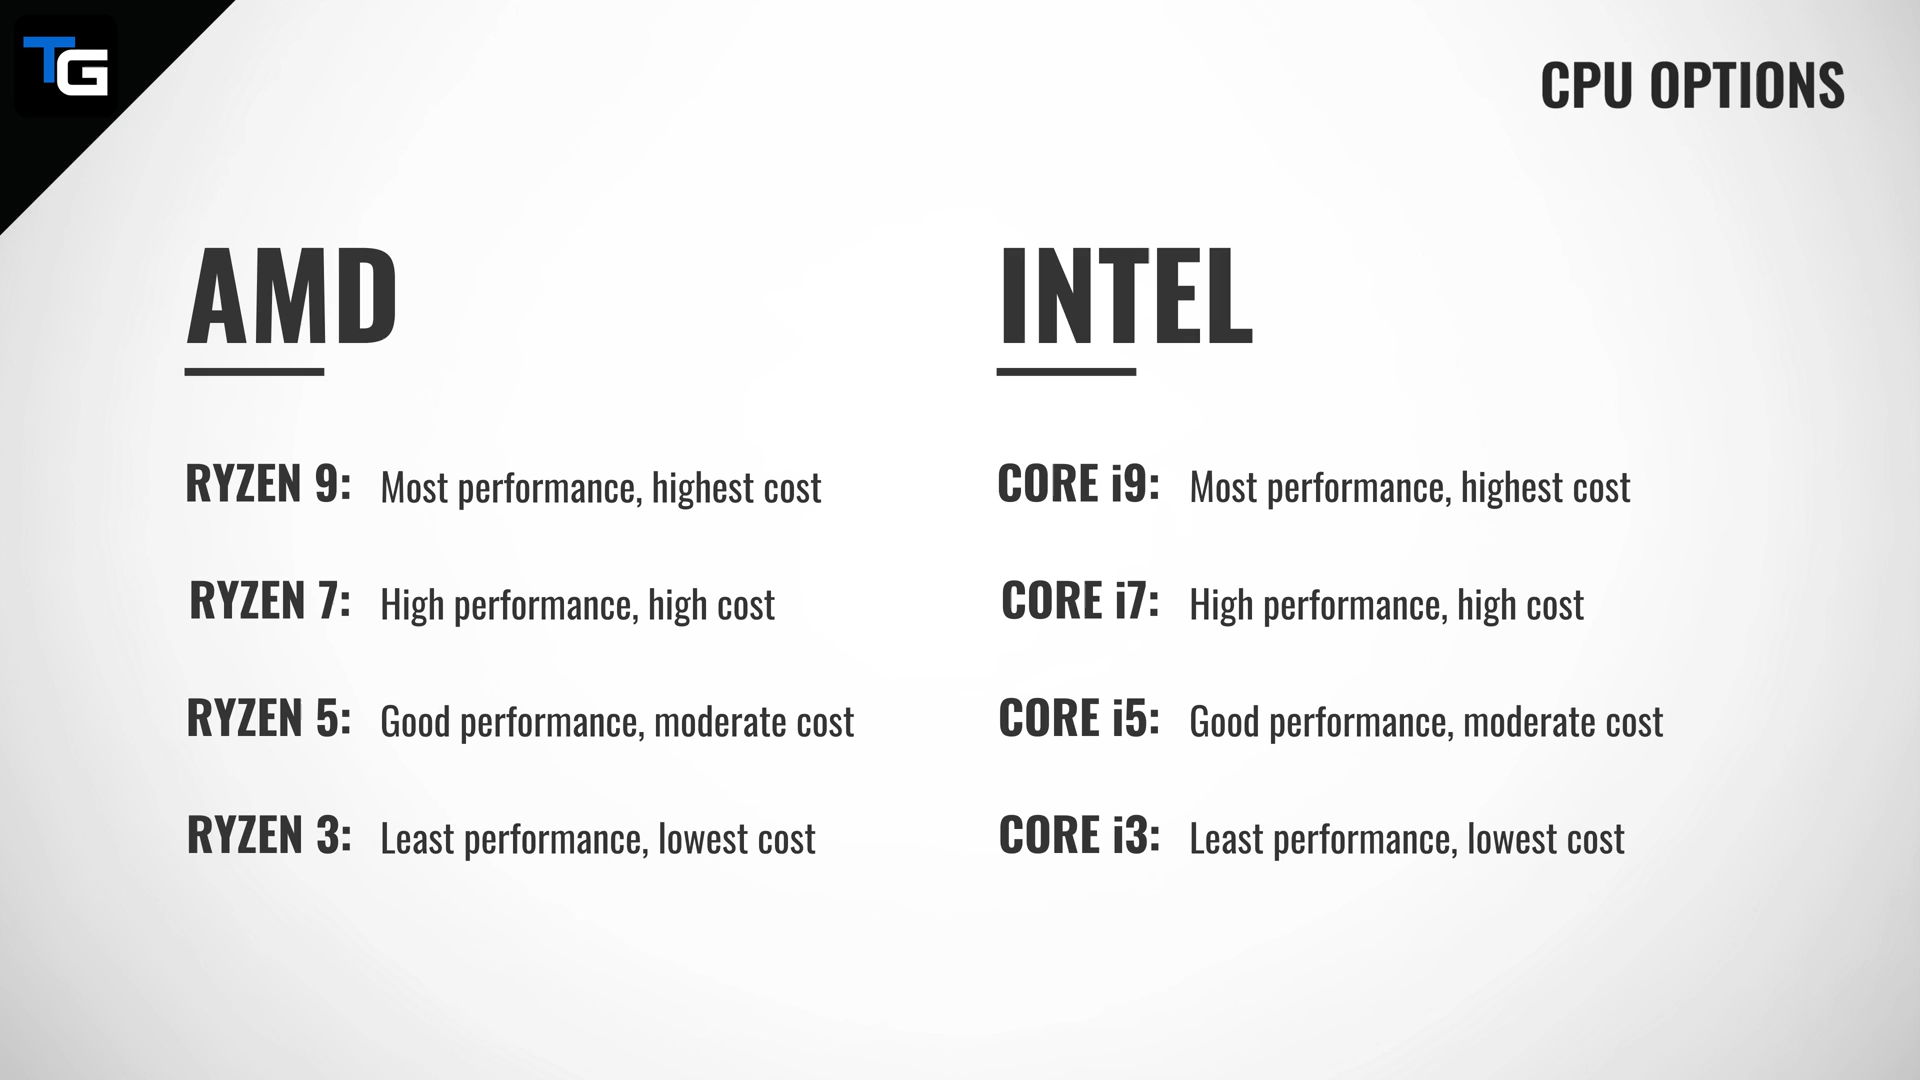 TG
CPU OPTIONS
AMD
RYZEN 9: Most performance, highest cost
RYZEN 7: High performance, high cost
RYZEN 5: Good performance, moderate cost
RYZEN 3: Least performance, lowest cost
INTEL
CORE i9: Most performance, highest cost
CORE i7: High performance, high cost
CORE i5: Good performance, moderate cost
CORE i3: Least performance, lowest cost